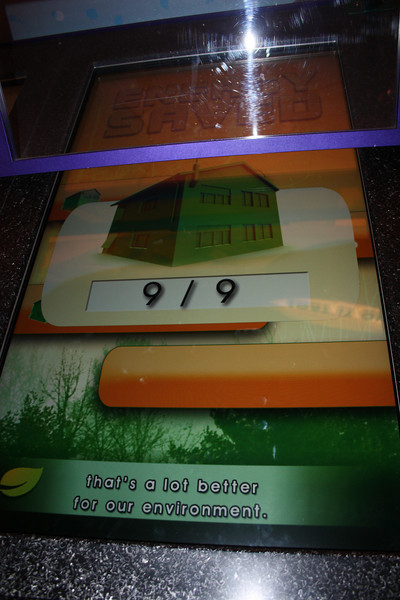 ENERGY
SAVED
9 / 9
that's a lot better
for our environment.